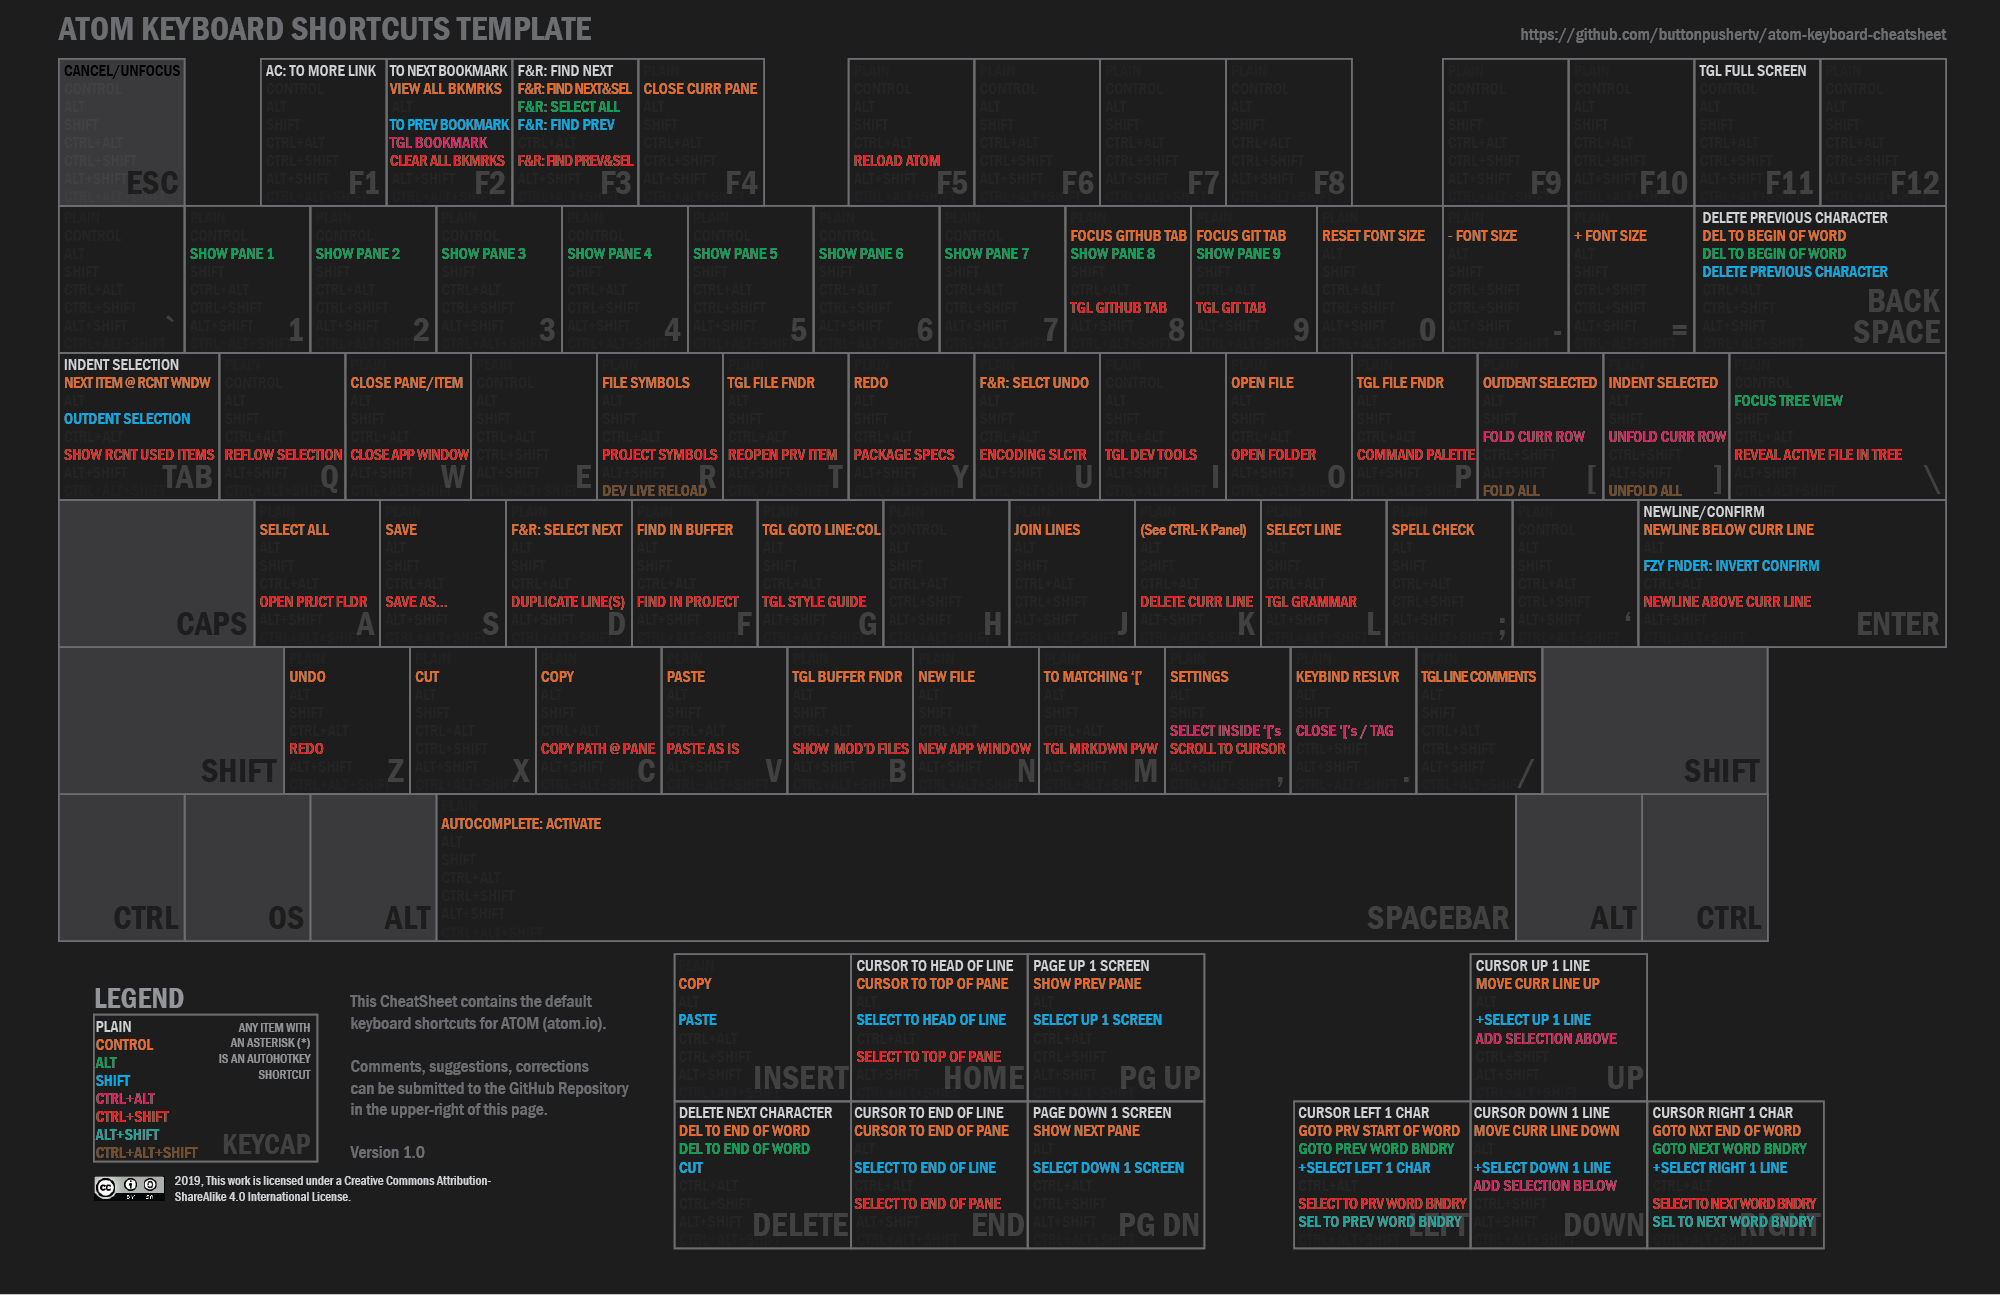 ATOM KEYBOARD SHORTCUTS TEMPLATE
https://github.com/buttonpushertv/atom-keyboard-cheatsheet
CANCEL/UNFOCUS
ESC
AC: TO MORE LINK
F1
TO NEXT BOOKMARK
VIEW ALL BKMRKS
TO PREV BOOKMARK
TGL BOOKMARK
CLEAR ALL BKMRKS
F2
F&R: FIND NEXT
F&R: FIND NEXT&SEL
F&R: SELECT ALL
F&R: FIND PREV
F&R: FIND PREV&SEL
F3
CLOSE CURR PANE
F4
RELOAD ATOM
F5
F6
F7
F8
F9
F10
TGL FULL SCREEN
F11
F12
`
SHOW PANE 1
1
SHOW PANE 2
2
SHOW PANE 3
3
SHOW PANE 4
4
SHOW PANE 5
5
SHOW PANE 6
6
SHOW PANE 7
7
FOCUS GITHUB TAB
SHOW PANE 8
TGL GITHUB TAB
8
FOCUS GIT TAB
SHOW PANE 9
TGL GIT TAB
9
RESET FONT SIZE
0
- FONT SIZE
-
+ FONT SIZE
=
DELETE PREVIOUS CHARACTER
DEL TO BEGIN OF WORD
DEL TO BEGIN OF WORD
DELETE PREVIOUS CHARACTER
BACK
SPACE
INDENT SELECTION
NEXT ITEM @ RCNT WNDW
OUTDENT SELECTION
SHOW RCNT USED ITEMS
TAB
REFLOW SELECTION
Q
CLOSE PANE/ITEM
CLOSE APP WINDOW
W
E
FILE SYMBOLS
PROJECT SYMBOLS
R
DEV LIVE RELOAD
TGL FILE FNDR
REOPEN PRV ITEM
T
REDO
PACKAGE SPECS
Y
F&R: SELCT UNDO
ENCODING SLCTR
U
TGL DEV TOOLS
I
OPEN FILE
OPEN FOLDER
O
TGL FILE FNDR
COMMAND PALETTE
P
OUTDENT SELECTED
FOLD CURR ROW
[
FOLD ALL
INDENT SELECTED
UNFOLD CURR ROW
]
UNFOLD ALL
FOCUS TREE VIEW
REVEAL ACTIVE FILE IN TREE
\
CAPS
SELECT ALL
OPEN PRJCT FLDR
A
SAVE
SAVE AS...
S
F&R: SELECT NEXT
DUPLICATE LINE(S)
D
FIND IN BUFFER
FIND IN PROJECT
F
TGL GOTO LINE:COL
TGL STYLE GUIDE
G
H
JOIN LINES
J
(See CTRL-K Panel)
DELETE CURR LINE
K
SELECT LINE
TGL GRAMMAR
L
SPELL CHECK
;
‘
NEWLINE/CONFIRM
NEWLINE BELOW CURR LINE
FZY FNDER: INVERT CONFIRM
NEWLINE ABOVE CURR LINE
ENTER
SHIFT
UNDO
REDO
Z
CUT
X
COPY
COPY PATH @ PANE
C
PASTE
PASTE AS IS
V
TGL BUFFER FNDR
SHOW MOD'D FILES
B
NEW FILE
NEW APP WINDOW
N
TO MATCHING ‘[’
TGL MRKDWN PVW
M
SETTINGS
SELECT INSIDE ‘[’s
SCROLL TO CURSOR
,
KEYBIND RESLVR
CLOSE ‘[’s / TAG
.
TGL LINE COMMENTS
/
SHIFT
CTRL
OS
ALT
AUTOCOMPLETE: ACTIVATE
SPACEBAR
ALT
CTRL
LEGEND
PLAIN
CONTROL
ALT
SHIFT
CTRL+ALT
CTRL+SHIFT
ALT+SHIFT
CTRL+ALT+SHIFT
ANY ITEM WITH
AN ASTERISK (*)
IS AN AUTOHOTKEY
SHORTCUT
KEYCAP
2019, This work is licensed under a Creative Commons Attribution-
ShareAlike 4.0 International License.
This CheatSheet contains the default
keyboard shortcuts for ATOM (atom.io).
Comments, suggestions, corrections
can be submitted to the GitHub Repository
in the upper-right of this page.
Version 1.0
COPY
PASTE
INSERT
CURSOR TO HEAD OF LINE
CURSOR TO TOP OF PANE
SELECT TO HEAD OF LINE
SELECT TO TOP OF PANE
HOME
PAGE UP 1 SCREEN
SHOW PREV PANE
SELECT UP 1 SCREEN
PG UP
DELETE NEXT CHARACTER
DEL TO END OF WORD
DEL TO END OF WORD
CUT
DELETE
CURSOR TO END OF LINE
CURSOR TO END OF PANE
SELECT TO END OF LINE
SELECT TO END OF PANE
END
PAGE DOWN 1 SCREEN
SHOW NEXT PANE
SELECT DOWN 1 SCREEN
PG DN
CURSOR UP 1 LINE
MOVE CURR LINE UP
+SELECT UP 1 LINE
ADD SELECTION ABOVE
UP
CURSOR LEFT 1 CHAR
GOTO PRV START OF WORD
GOTO PREV WORD BNDRY
+SELECT LEFT 1 CHAR
SELECT TO PRV WORD BNDRY
SEL TO PREV WORD BNDRY
LEFT
CURSOR DOWN 1 LINE
MOVE CURR LINE DOWN
+SELECT DOWN 1 LINE
ADD SELECTION BELOW
DOWN
CURSOR RIGHT 1 CHAR
GOTO NXT END OF WORD
GOTO NEXT WORD BNDRY
+SELECT RIGHT 1 LINE
SELECT TO NEXT WORD BNDRY
SEL TO NEXT WORD BNDRY
RIGHT